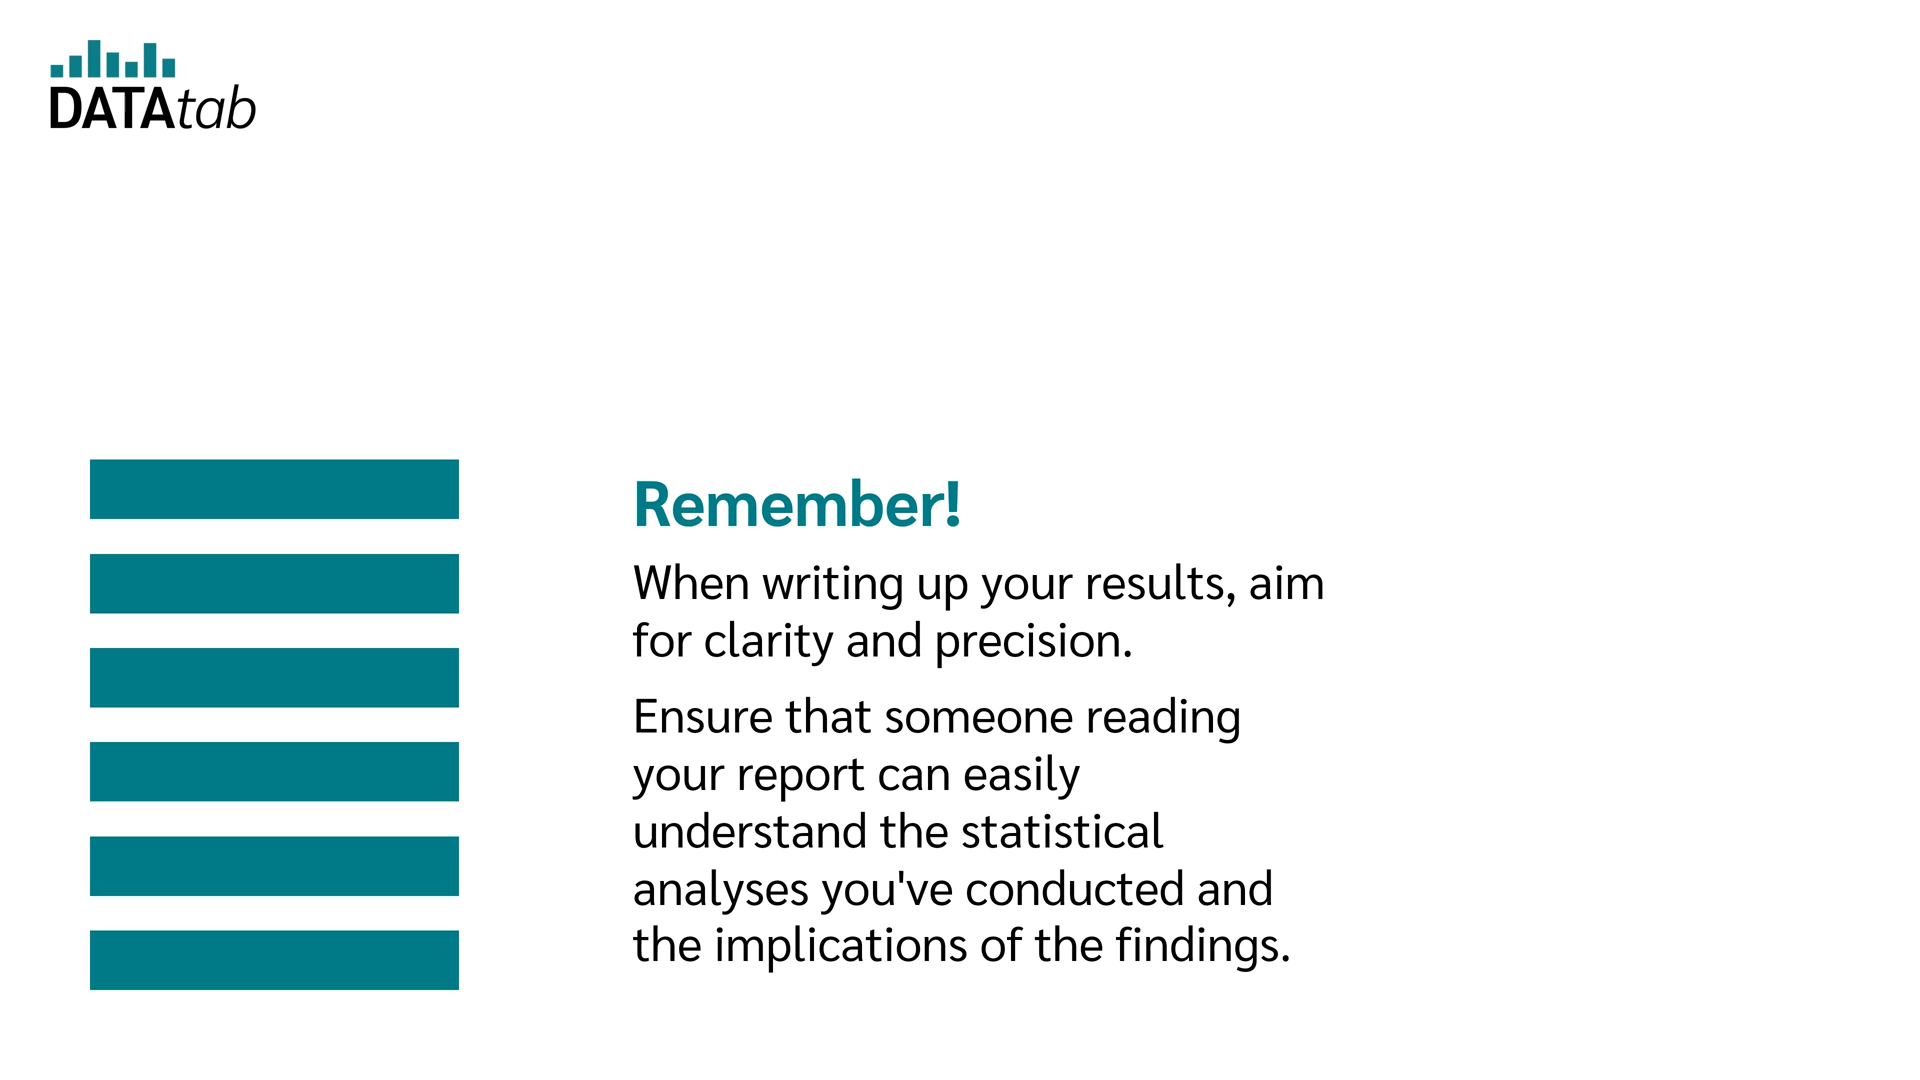 DATAtab
Remember!
When writing up your results, aim
for clarity and precision.
Ensure that someone reading
your report can easily
understand the statistical
analyses you've conducted and
the implications of the findings.